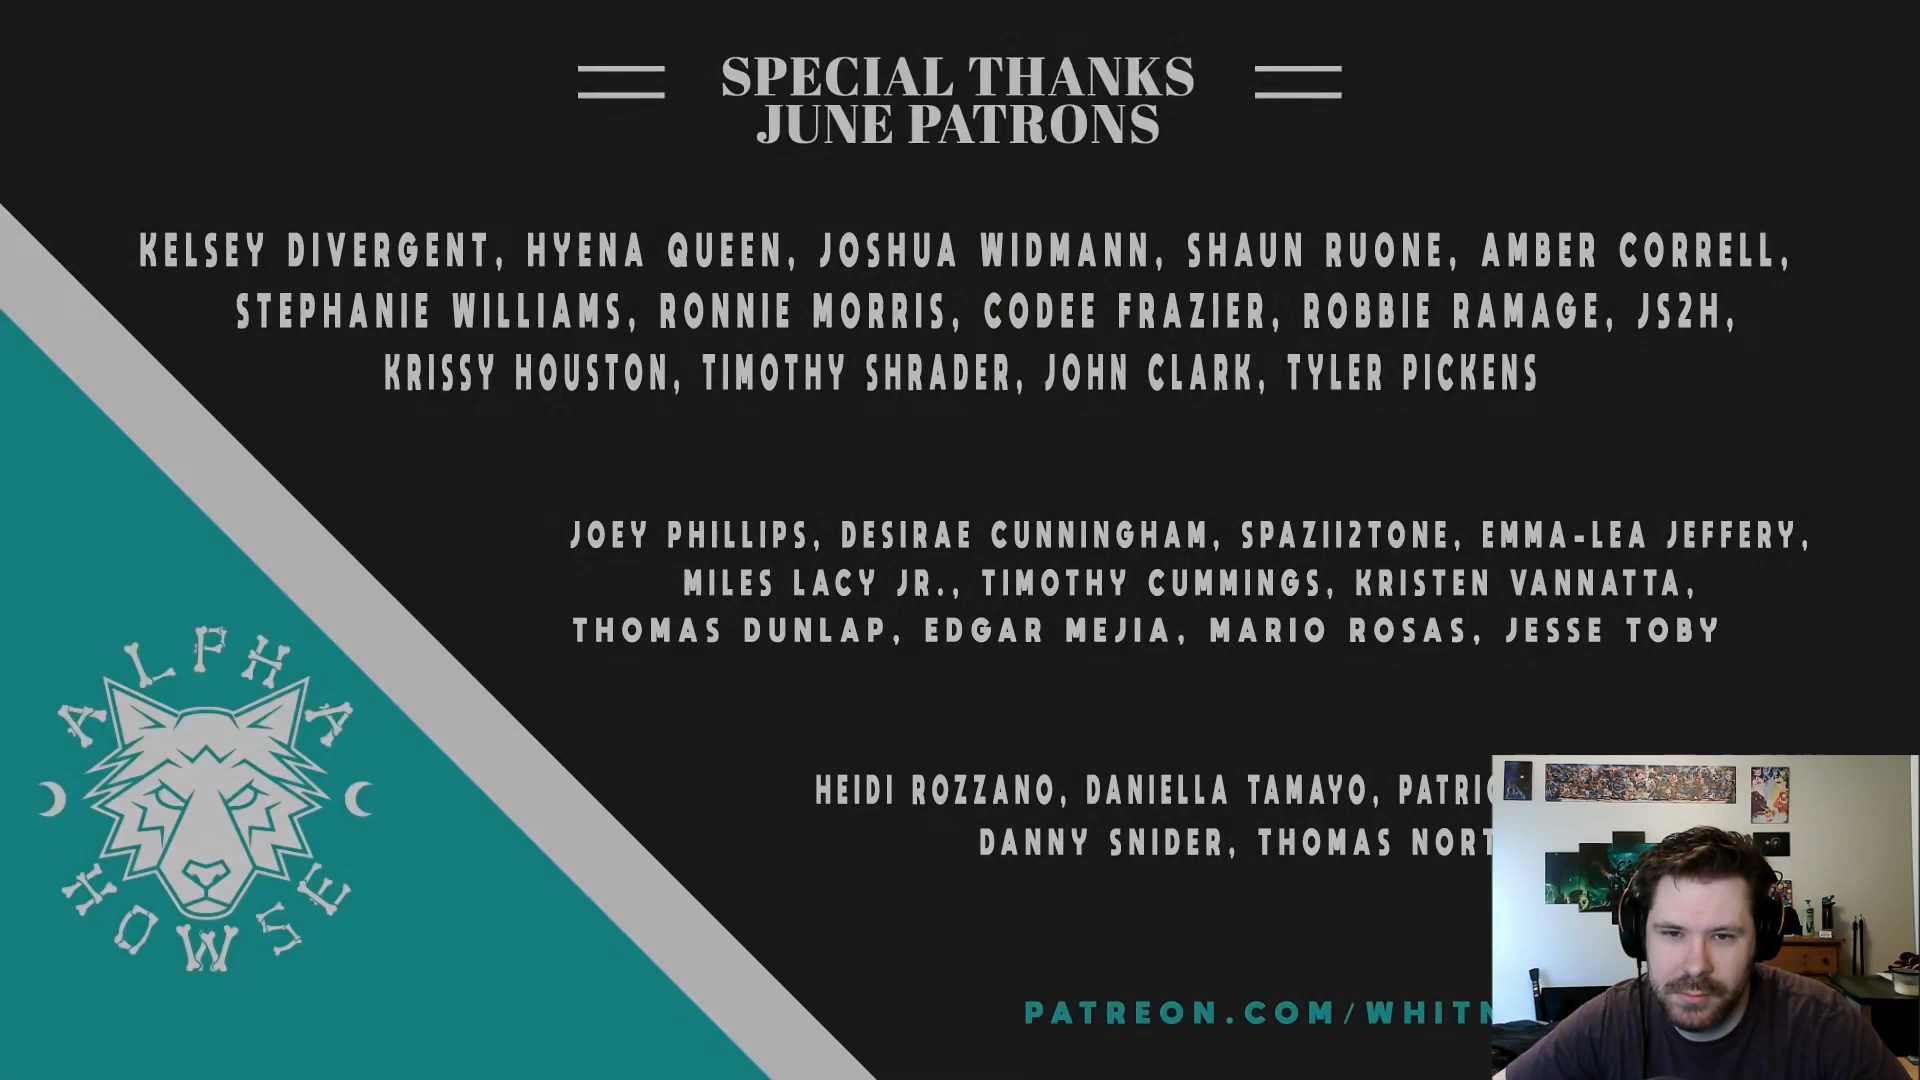 SPECIAL THANKS
JUNE PATRONS
KELSEY DIVERGENT, HYENA QUEEN, JOSHUA WIDMANN, SHAUN RUONE, AMBER CORRELL,
STEPHANIE WILLIAMS, RONNIE MORRIS, CODEE FRAZIER, ROBBIE RAMAGE, JS2H,
KRISSY HOUSTON, TIMOTHY SHRADER, JOHN CLARK, TYLER PICKENS
JOEY PHILLIPS, DESIRAE CUNNINGHAM, SPAZII2TONE, EMMA-LEA JEFFERY,
MILES LACY JR., TIMOTHY CUMMINGS, KRISTEN VANNATTA,
THOMAS DUNLAP, EDGAR MEJIA, MARIO ROSAS, JESSE TOBY
HEIDI ROZZANO, DANIELLA TAMAYO,
DANNY SNIDER, THOMAS
ALPHA
HOWSE
PATREON.COM/